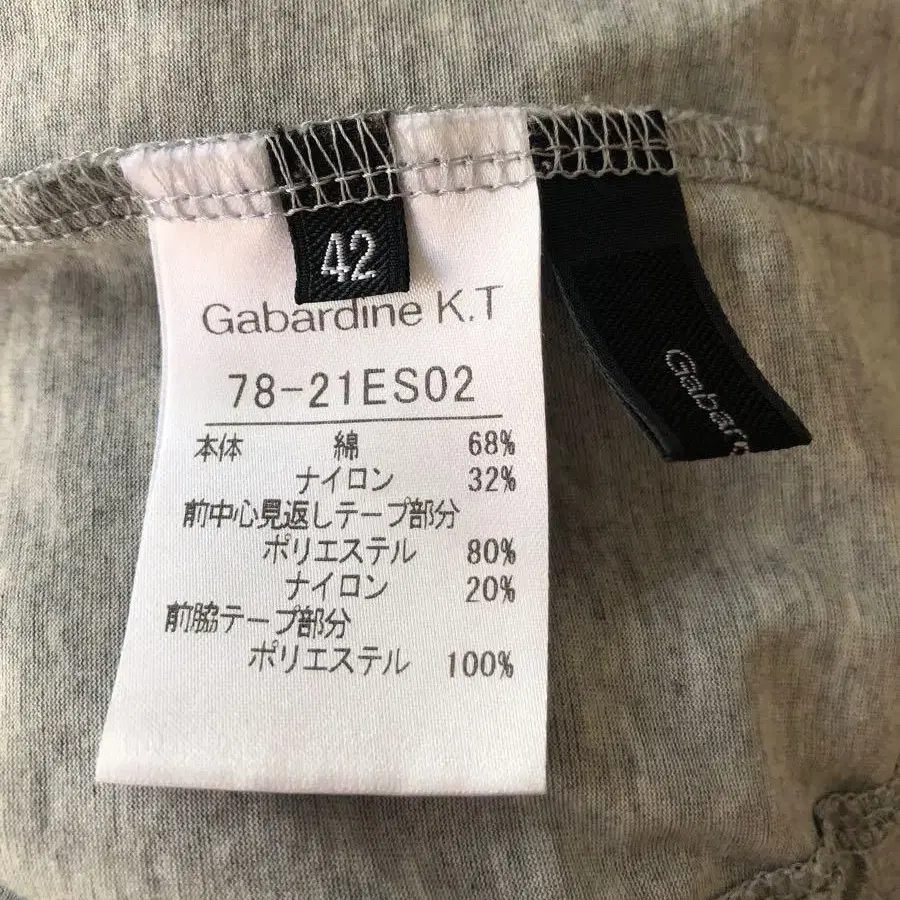 42
Gabardine K.T
78-21ES02
本体 綿 68%
ナイロン 32%
前中心見返しテープ部分
ポリエステル 80%
ナイロン 20%
前脇テープ部分
ポリエステル 100%
Gabar